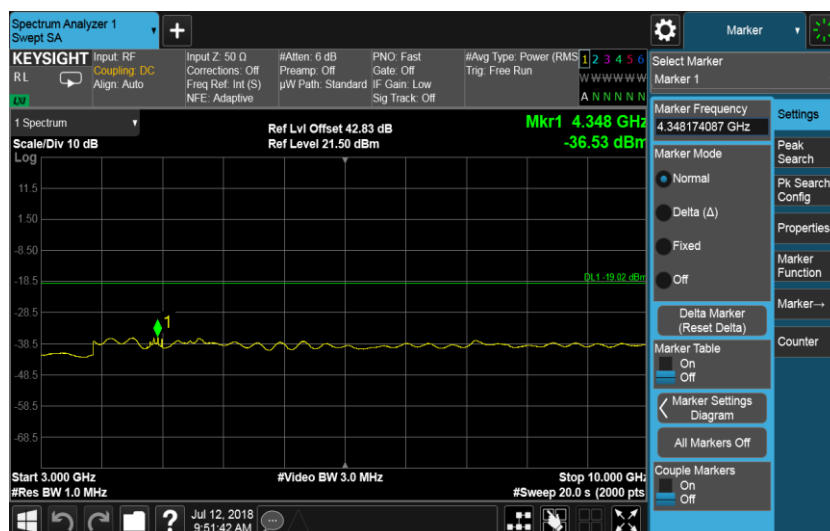 Spectrum Analyzer 1
Swept SA
+
Marker
KEYSIGHT
RL
LXI
Input: RF
Coupling: DC
Align: Auto
Input Z: 50 Ω
Corrections: Off
Freq Ref: Int (S)
NFE: Adaptive
#Atten: 6 dB
Preamp: Off
µW Path: Standard
PNO: Fast
Gate: Off
IF Gain: Low
Sig Track: Off
#Avg Type: Power (RMS
Trig: Free Run
1 2 3 4 5 6
W W W W W W
A N N N N N
Select Marker
Marker 1
1 Spectrum
Scale/Div 10 dB
Log
Ref Lvl Offset 42.83 dB
Ref Level 21.50 dBm
Mkr1 4.348 GHz
-36.53 dBm
11.5
1.50
-8.50
-18.5
-28.5
-38.5
-48.5
-58.5
-68.5
DL1 -19.02 dBm
1
Start 3.000 GHz
#Res BW 1.0 MHz
#Video BW 3.0 MHz
Stop 10.000 GHz
#Sweep 20.0 s (2000 pts
Marker Frequency
4.348174087 GHz
Marker Mode
Normal
Delta (Δ)
Fixed
Off
Delta Marker
(Reset Delta)
Marker Table
On
Off
Marker Settings
Diagram
All Markers Off
Couple Markers
On
Off
Settings
Peak
Search
Pk Search
Config
Properties
Marker
Function
Marker→
Counter
?
Jul 12, 2018
9:51:42 AM